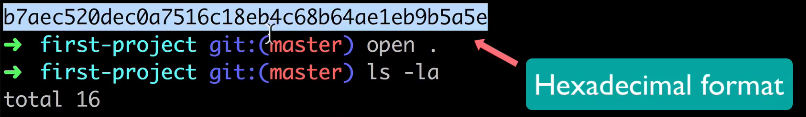 b7aec520dec0a7516c18eb4c68b64ae1eb9b5a5e
➜ first-project git:(master) open .
➜ first-project git:(master) ls -la
total 16
Hexadecimal format